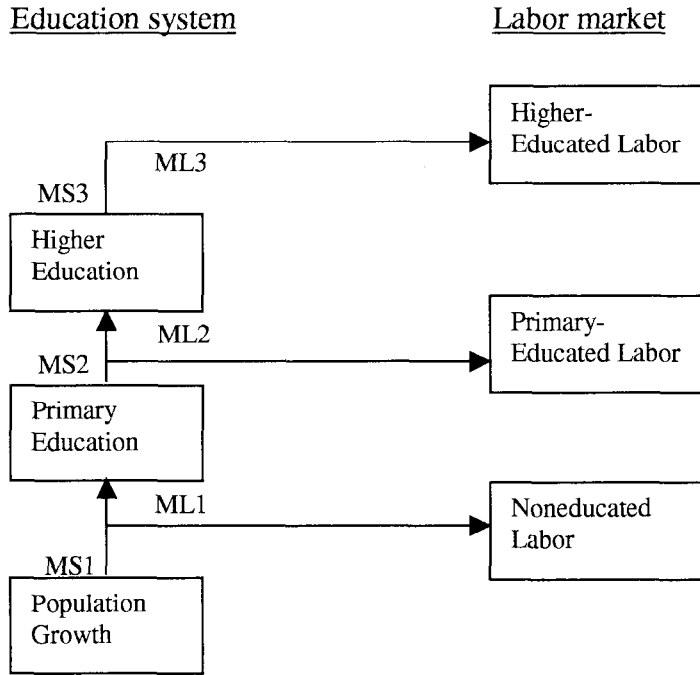 Education system
Labor market
Higher-
Educated Labor
ML3
MS3
Higher
Education
ML2
Primary-
Educated Labor
MS2
Primary
Education
ML1
Noneducated
Labor
MS1
Population
Growth